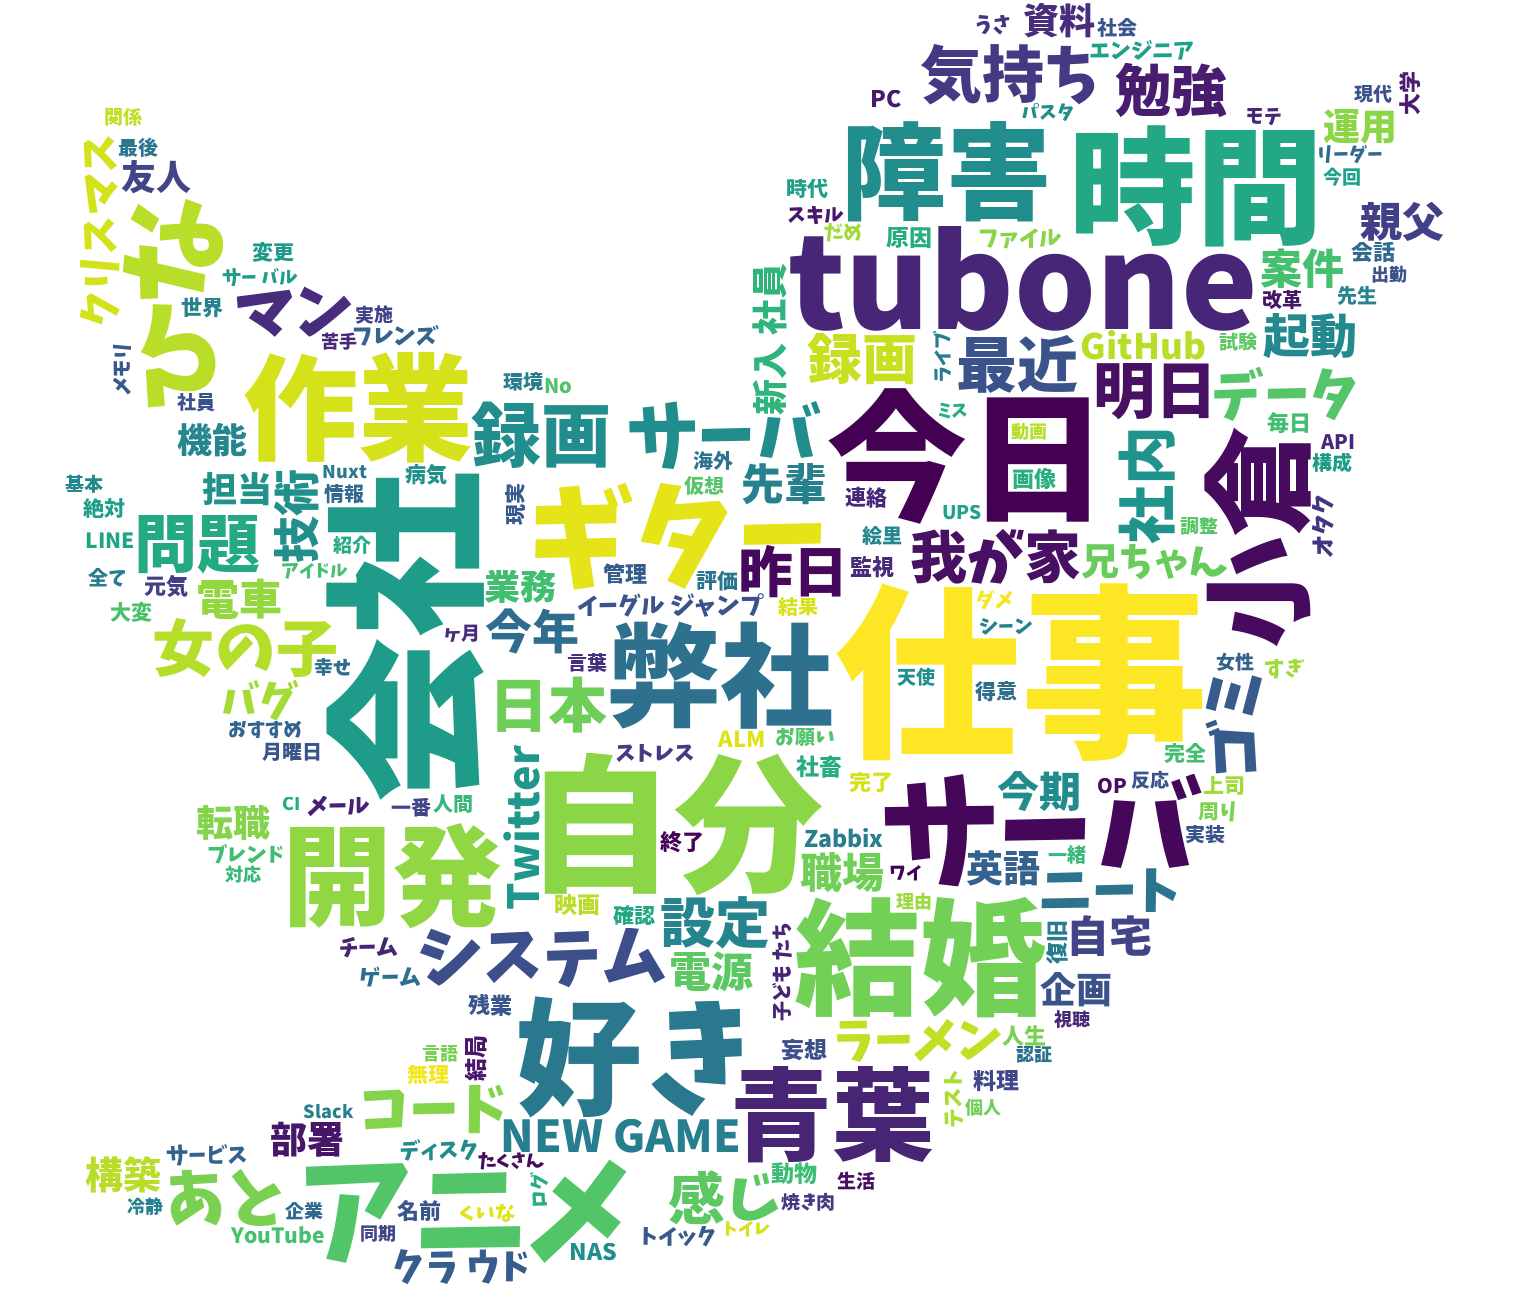 うさ
資料
社会
気持ち
エンジニア
勉強
PC
パスタ
モテ
現代
大学
運用
リーダー
今回
関係
最後
友人
クリスマス
ひな
障害
時間
時代
スキル
だめ
原因
ファイル
親父
会話
出勤
案件
改革
先生
tubone
変更
サーバル
世界
マン
実施
苦手
フレンズ
メモリ
社員
新入社員
録画
ライブ
最近
GitHub
試験
起動
作業
環境
No
明日
データ
毎日
機能
録画
サーバ
今日
ミス
動画
画像
社内
小倉
API
構成
Nuxt
病気
海外
仮想
先輩
連絡
基本
絶対
担当
技術
情報
会社
現実
ギター
UPS
調整
オタク
LINE
問題
紹介
アイドル
昨日
絵里
監視
我が家
兄ちゃん
全て
元気
電車
業務
管理
評価
大変
イーグルジャンプ
結果
ダメ
シーン
仕事
女の子
ヶ月
今年
弊社
幸せ
言葉
天使
得意
女性
すぎ
バグ
日本
ゴミ
おすすめ
月曜日
ストレス
ALM
お願い
社畜
完了
完全
Twitter
自分
CI
メール
一番
人間
サーバ
今期
OP
反応
上司
周り
実装
転職
ブレンド
対応
開発
終了
Zabbix
職場
ワイ
英語
一緒
ニート
映画
確認
設定
結婚
理由
復旧
自宅
チーム
ゲーム
システム
電源
子どもたち
企画
残業
視聴
好き
妄想
ラーメン
人生
認証
言語
無理
結局
青葉
テスト
料理
個人
Slack
コード
部署
NEW GAME
サービス
ディスク
たくさん
構築
冷静
あと
アニメ
ログ
感じ
動物
生活
焼き肉
企業
YouTube
同期
名前
くいな
トイック
トイレ
クラウド
NAS